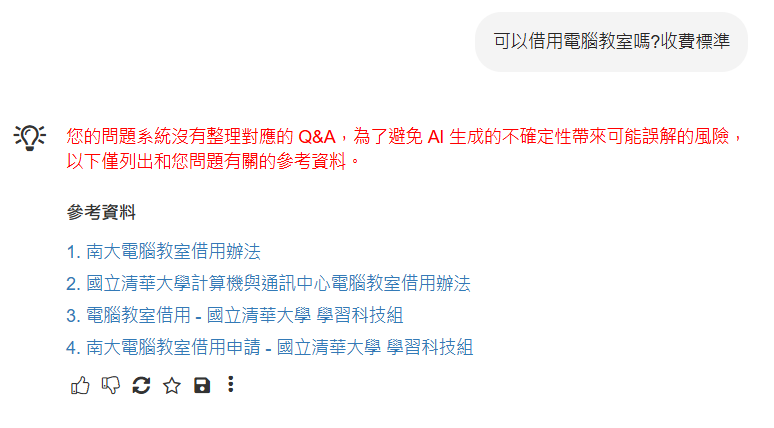 可以借用電腦教室嗎?收費標準
您的問題系統沒有整理對應的 Q&A，為了避免 AI 生成的不確定性帶來可能誤解的風險，
以下僅列出和您問題有關的參考資料。
參考資料
1. 南大電腦教室借用辦法
2. 國立清華大學計算機與通訊中心電腦教室借用辦法
3. 電腦教室借用 - 國立清華大學 學習科技組
4. 南大電腦教室借用申請 - 國立清華大學 學習科技組